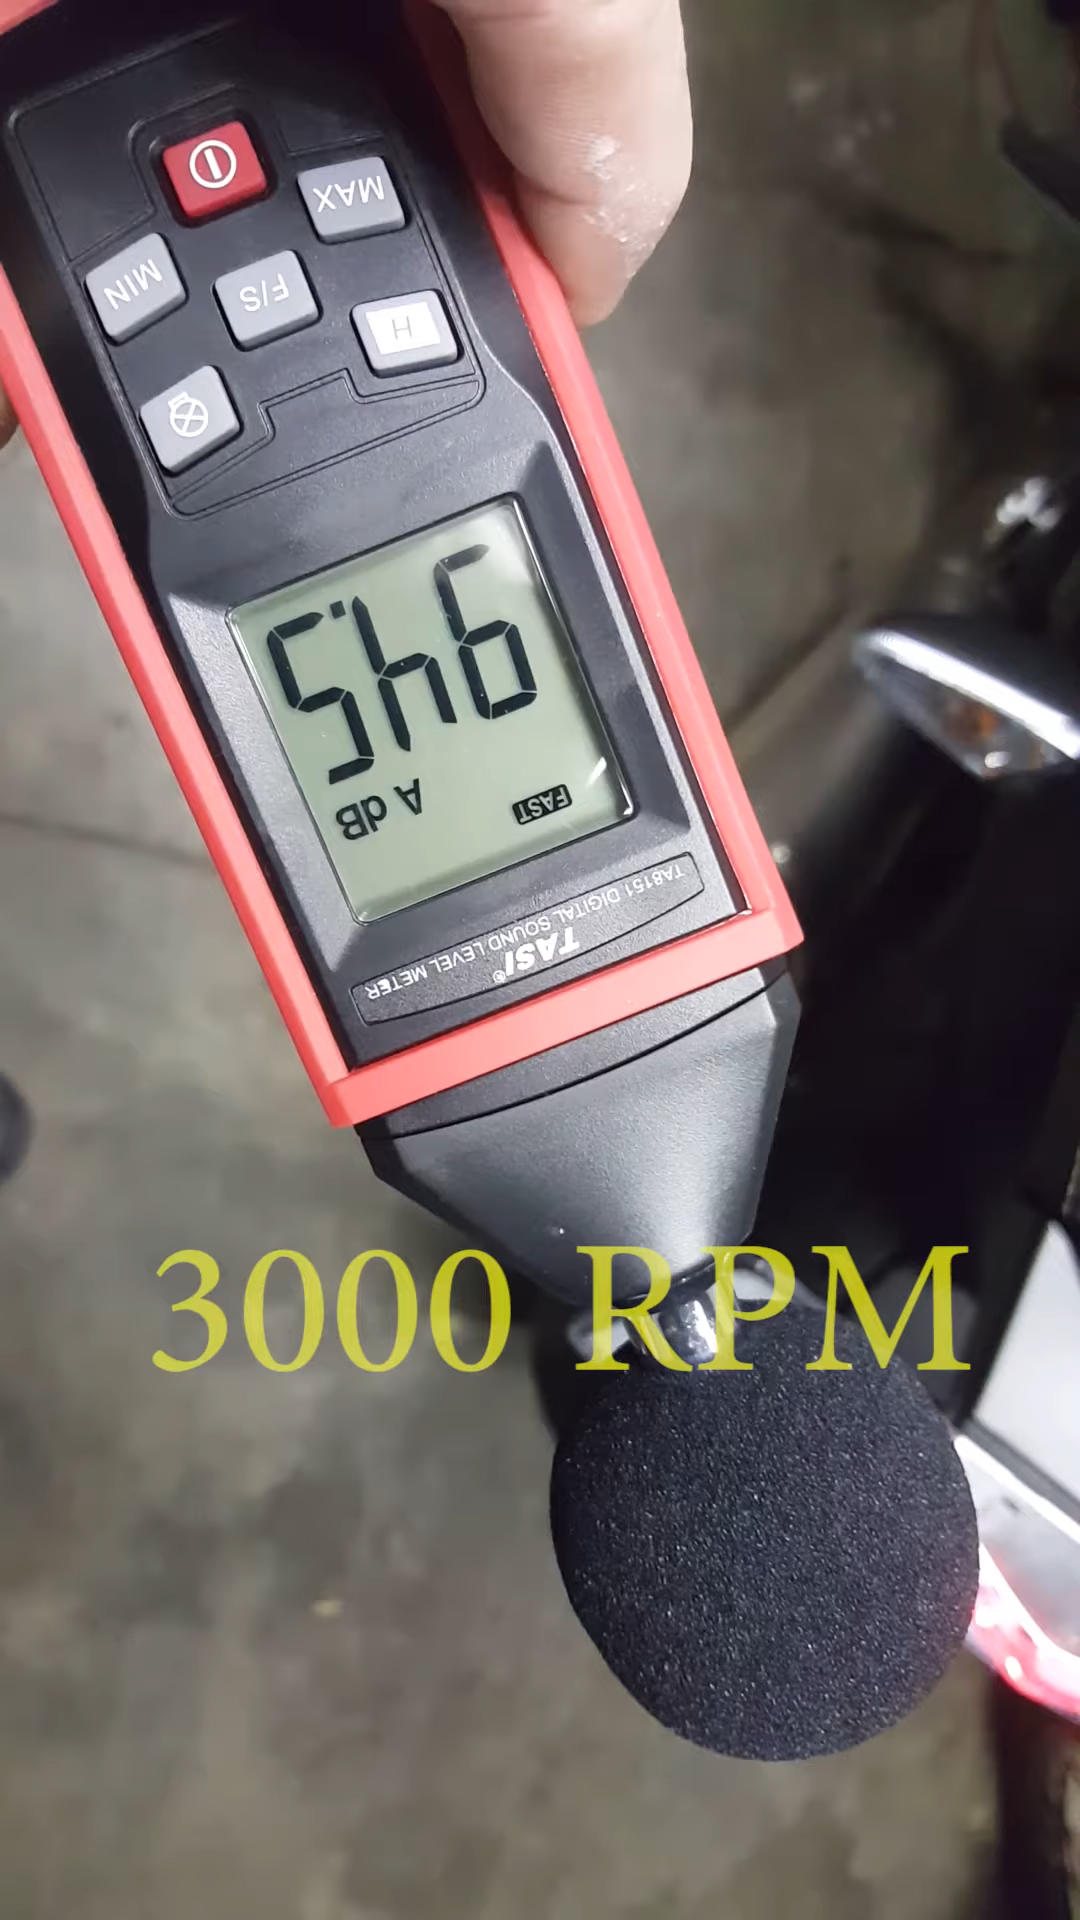 TASI®
TA8151 DIGITAL SOUND LEVEL METER
FAST A dB
94.5
H
F/S
MAX
MIN
3000 RPM